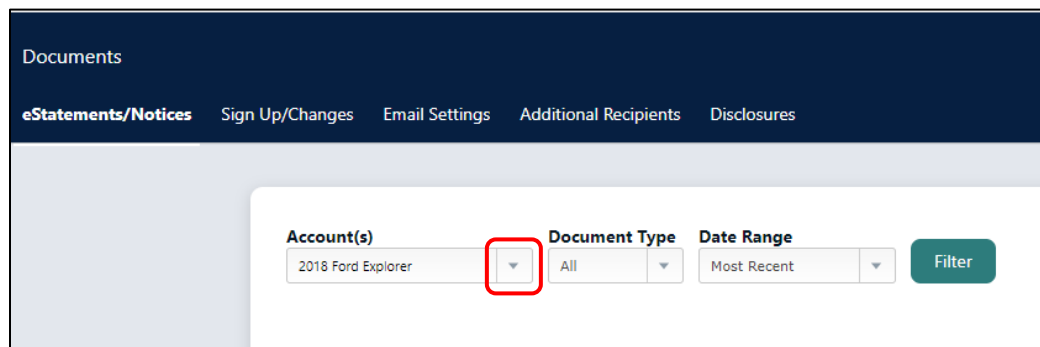 Documents
eStatements/Notices Sign Up/Changes Email Settings Additional Recipients Disclosures
Account(s) Document Type Date Range
2018 Ford Explorer All Most Recent Filter